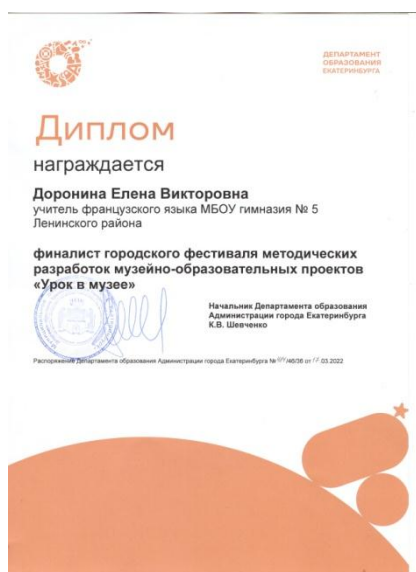 ДЕПАРТАМЕНТ
ОБРАЗОВАНИЯ
ЕКАТЕРИНБУРГА
Диплом
награждается
Доронина Елена Викторовна
учитель французского языка МБОУ гимназия № 5
Ленинского района
финалист городского фестиваля методических
разработок музейно-образовательных проектов
«Урок в музее»
Начальник Департамента образования
Администрации города Екатеринбурга
К.В. Шевченко
Распоряжение Департамента образования Администрации города Екатеринбурга № /46/36 от .03.2022